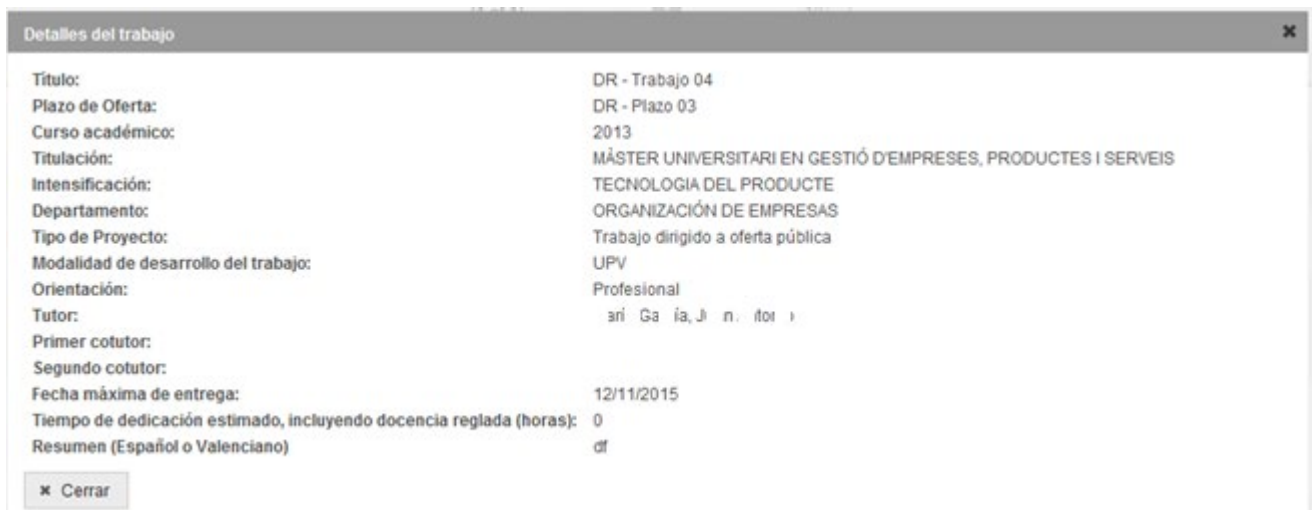 Detalles del trabajo
Título: DR - Trabajo 04
Plazo de Oferta: DR - Plazo 03
Curso académico: 2013
Titulación: MÀSTER UNIVERSITARI EN GESTIÓ D'EMPRESES, PRODUCTES I SERVEIS
Intensificación: TECNOLOGIA DEL PRODUCTE
Departamento: ORGANIZACIÓN DE EMPRESAS
Tipo de Proyecto: Trabajo dirigido a oferta pública
Modalidad de desarrollo del trabajo: UPV
Orientación: Profesional
Tutor:
Primer cotutor:
Segundo cotutor:
Fecha máxima de entrega: 12/11/2015
Tiempo de dedicación estimado, incluyendo docencia reglada (horas): 0
Resumen (Español o Valenciano) df
Cerrar